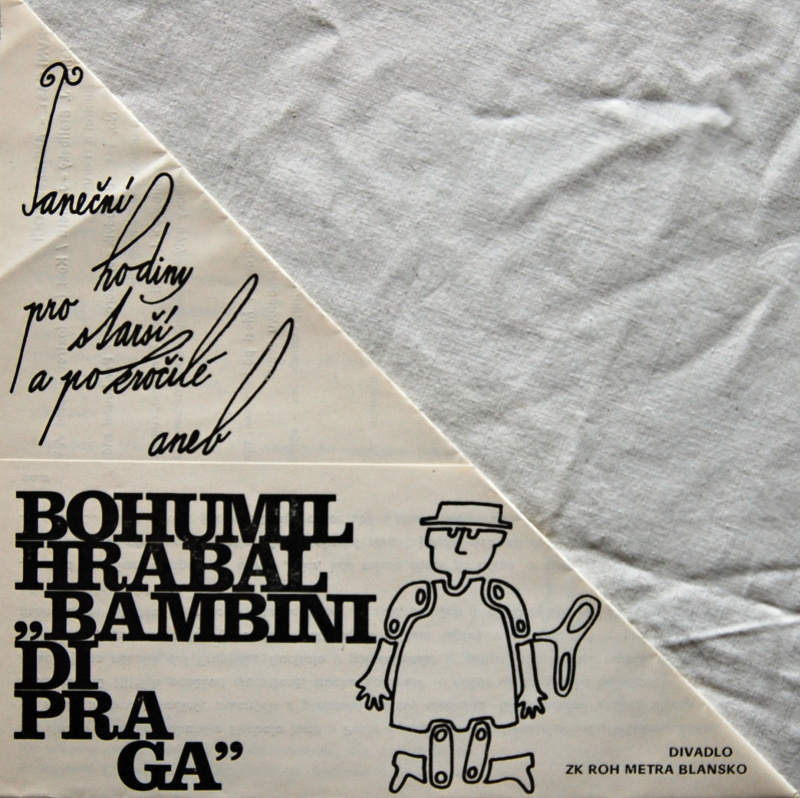 Taneční
hodiny
pro
starší
a pokročilé
aneb
BOHUMIL
HRABAL
„BAMBINI
DI
PRA
GA”
DIVADLO
ZK ROH METRA BLANSKO